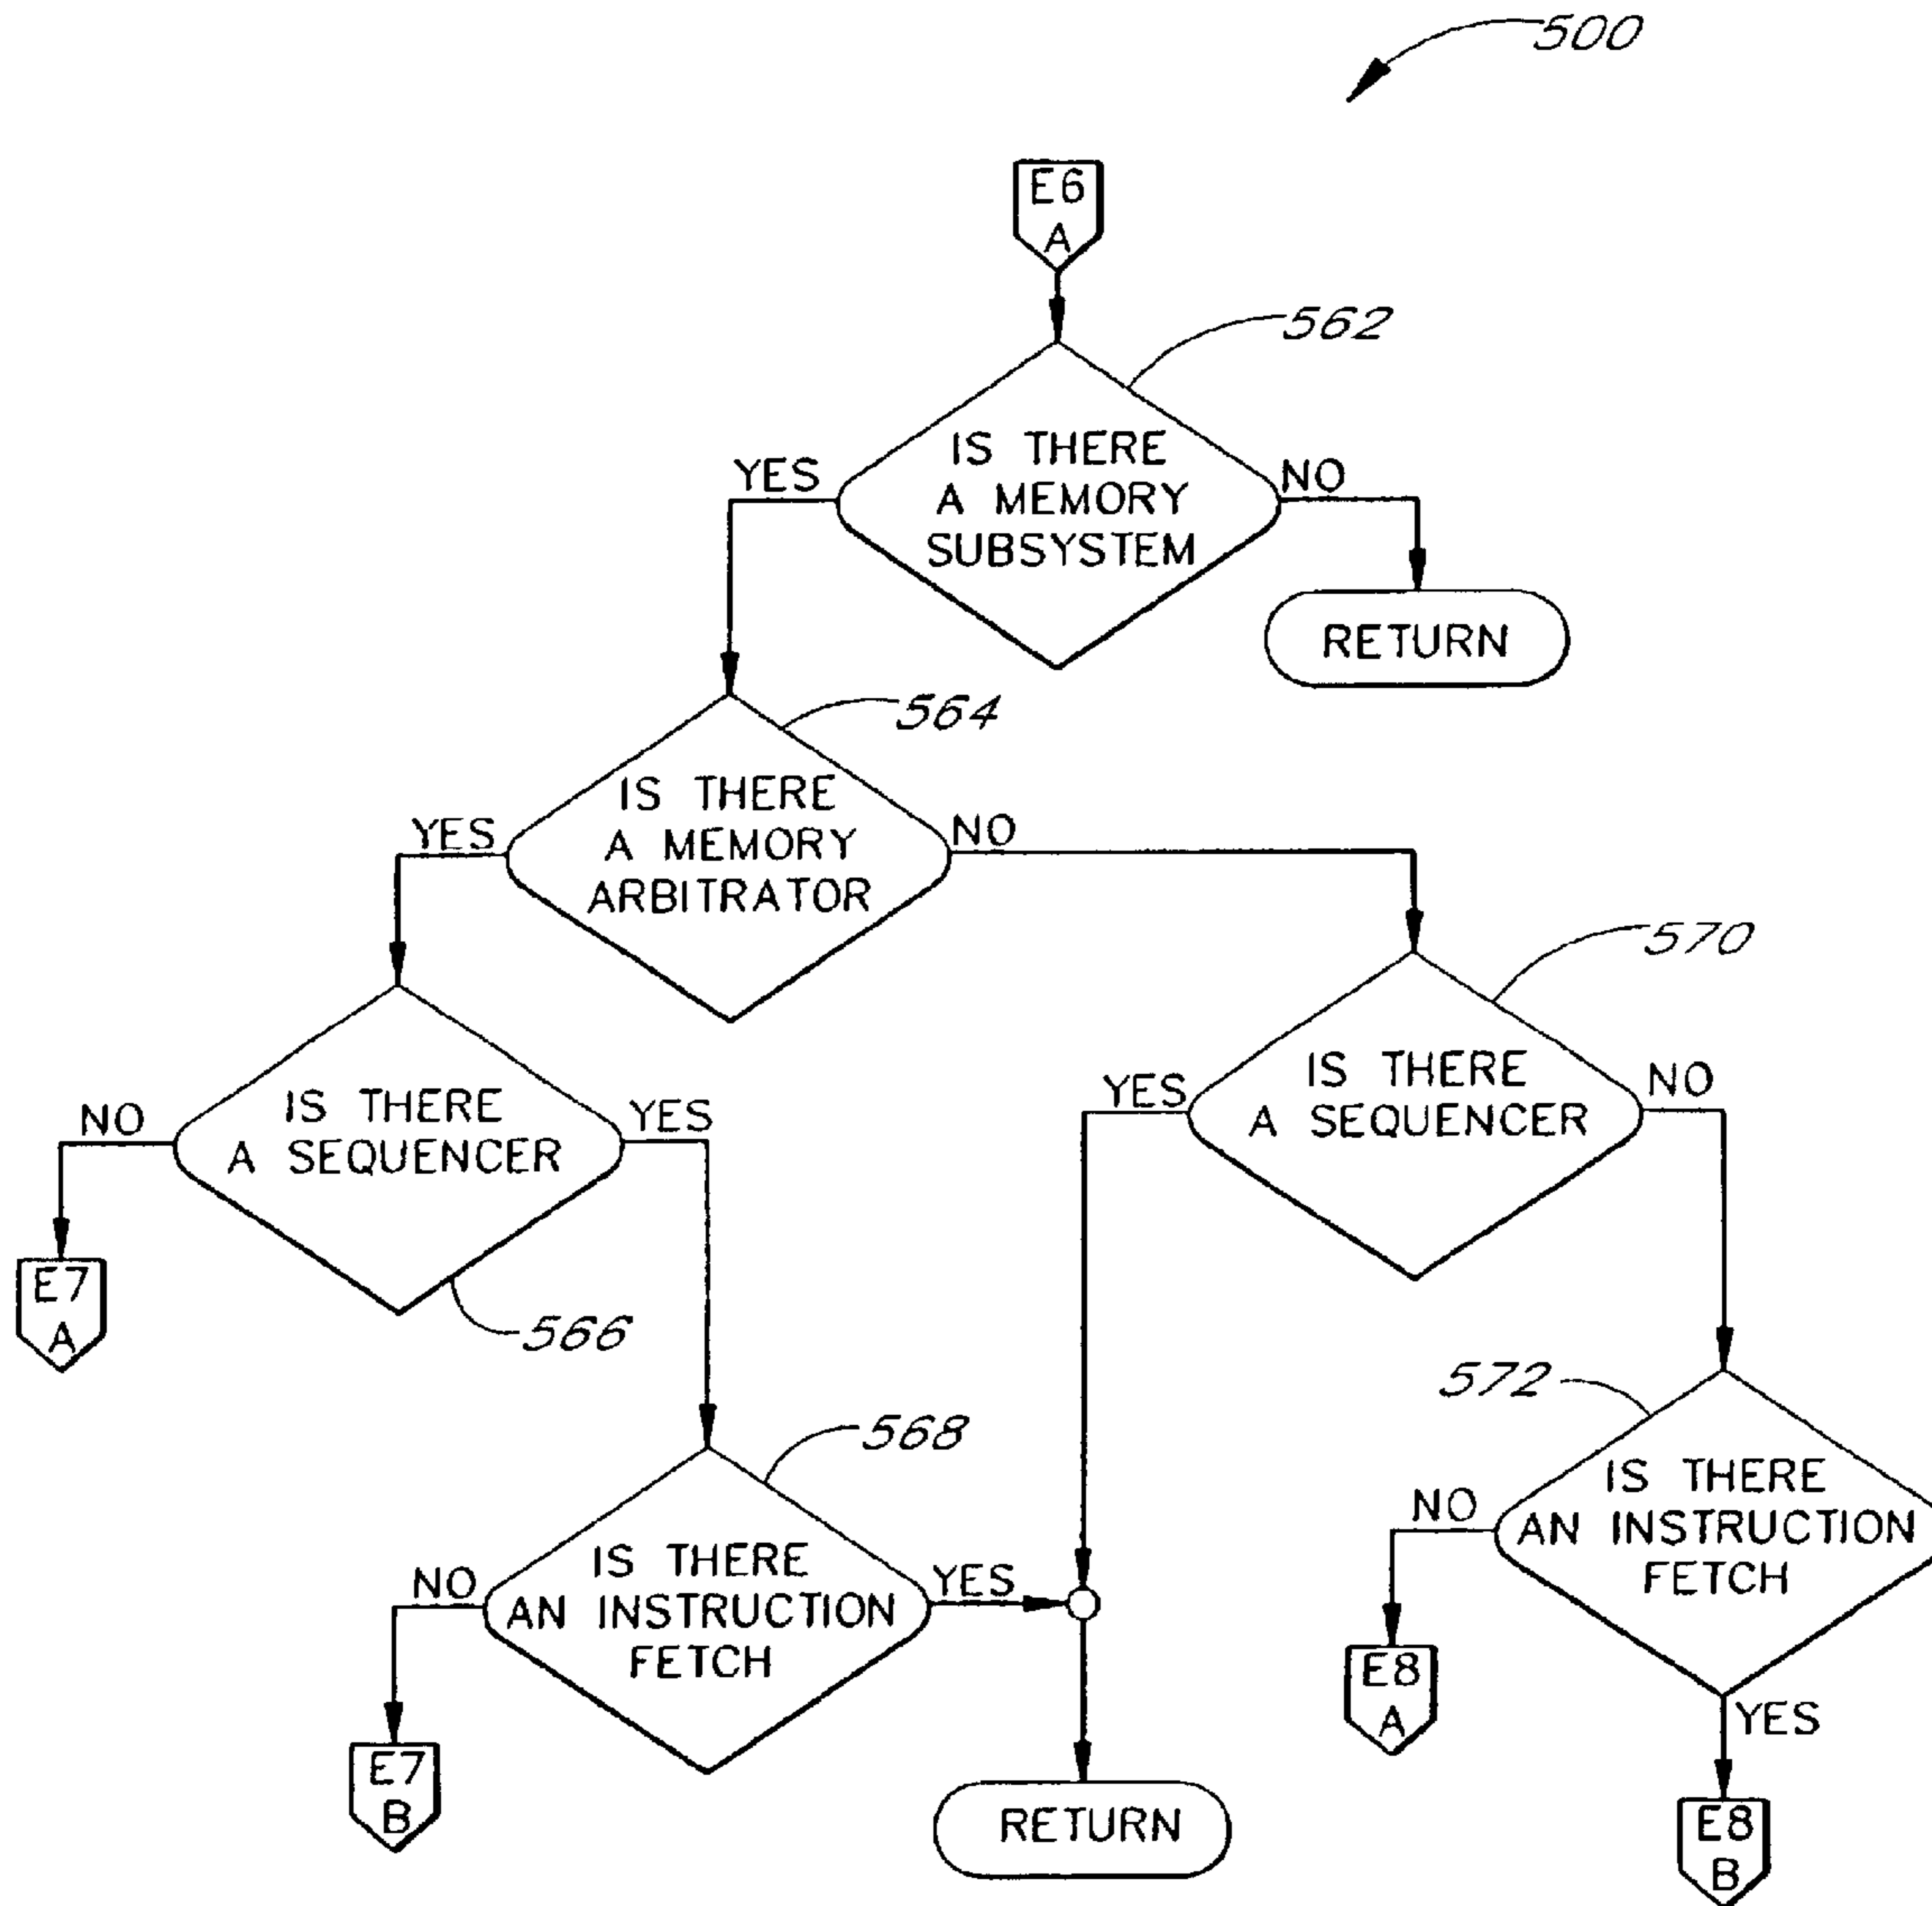 500
E6
A
562
IS THERE
A MEMORY
SUBSYSTEM
YES
NO
RETURN
564
IS THERE
A MEMORY
ARBITRATOR
YES
NO
570
IS THERE
A SEQUENCER
NO
YES
566
E7
A
IS THERE
A SEQUENCER
YES
NO
568
IS THERE
AN INSTRUCTION
FETCH
NO
YES
E7
B
RETURN
572
IS THERE
AN INSTRUCTION
FETCH
NO
YES
E8
A
E8
B